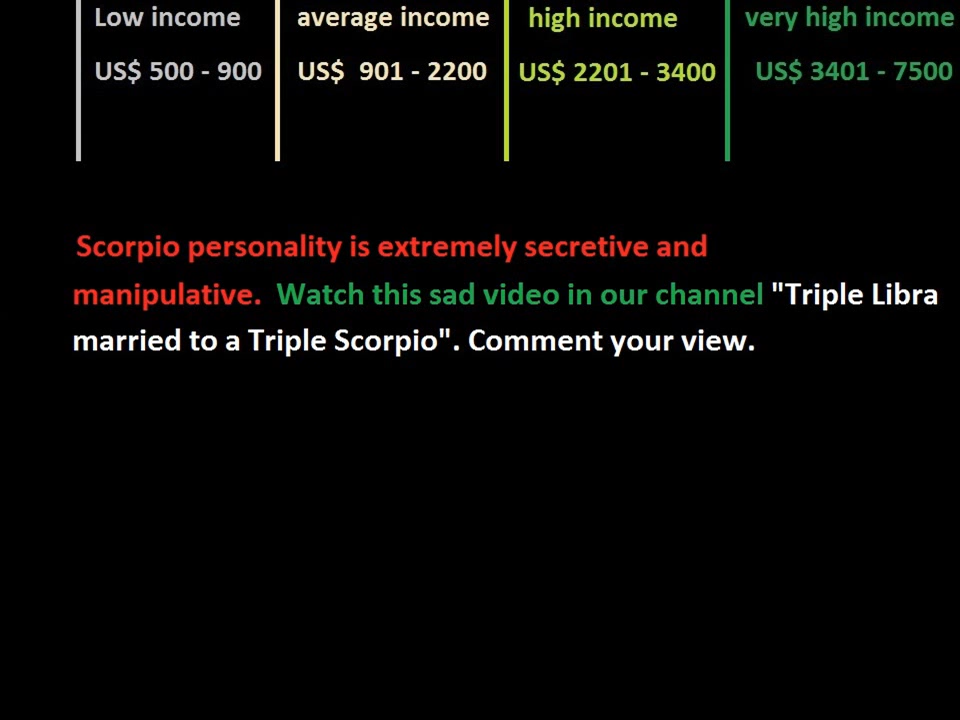 Low income average income high income very high income
US$ 500 - 900 US$ 901 - 2200 US$ 2201 - 3400 US$ 3401 - 7500
Scorpio personality is extremely secretive and
manipulative. Watch this sad video in our channel "Triple Libra
married to a Triple Scorpio". Comment your view.